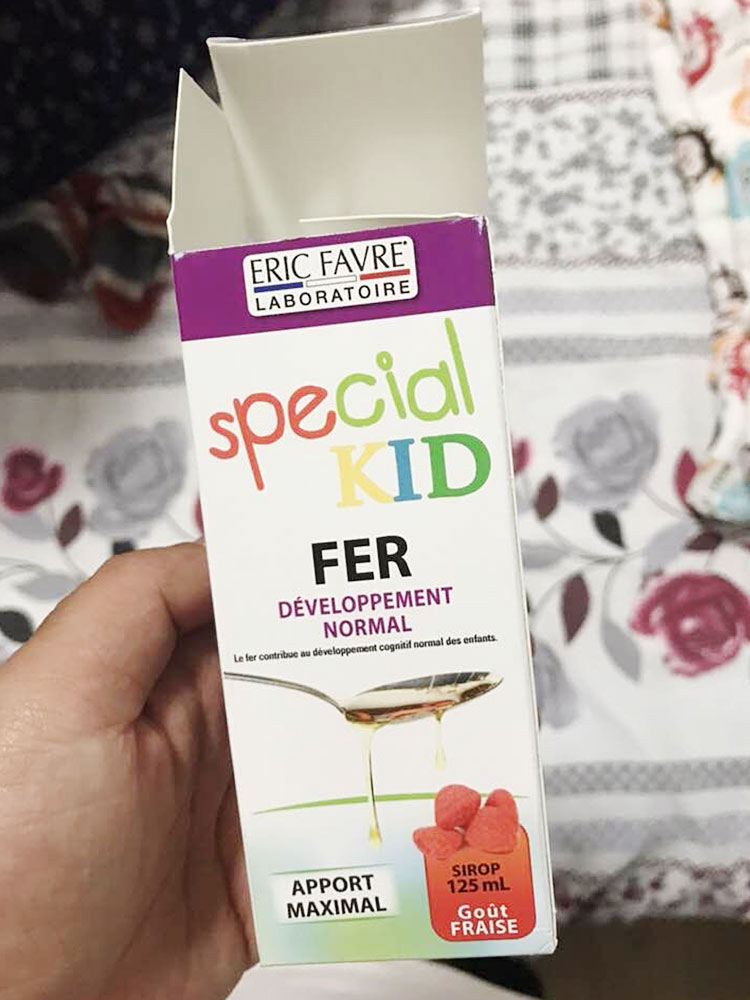 ERIC FAVRE
LABORATOIRE
special
KID
FER
DÉVELOPPEMENT
NORMAL
Le fer contribue au développement cognitif normal des enfants.
APPORT
MAXIMAL
SIROP
125 mL
Goût
FRAISE